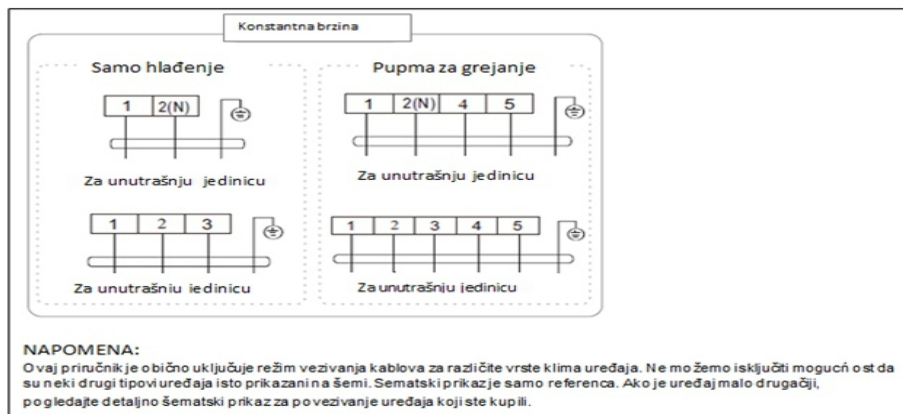 Konstantna brzina
Samo hlađenje
1 2(N)
Za unutrašnju jedinicu
1 2 3
Za unutrašniu iedinicu
Pupma za grejanje
1 2(N) 4 5
Za unutrašnju jedinicu
1 2 3 4 5
Za unutrašnju jedinicu
NAPOMENA:
Ovaj priručnik je obično uključuje režim vezivanja kablova za različite vrste klima uređaja. Ne možemo isključiti mogućnost da
su neki drugi tipovi uređaja isto prikazani na šemi. Sematski prikaz je samo referenca. Ako je uređaj malo drugačiji,
pogledajte detaljno šematski prikaz za povezivanje uređaja koji ste kupili.